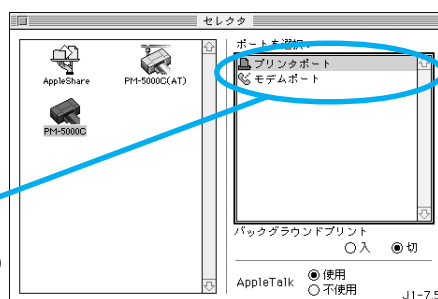 セレクタ
AppleShare
PM-5000C(AT)
PM-5000C
ポートを選択:
プリンタポート
モデムポート
バックグラウンドプリント
入 切
AppleTalk
使用
不使用
J1-7.5